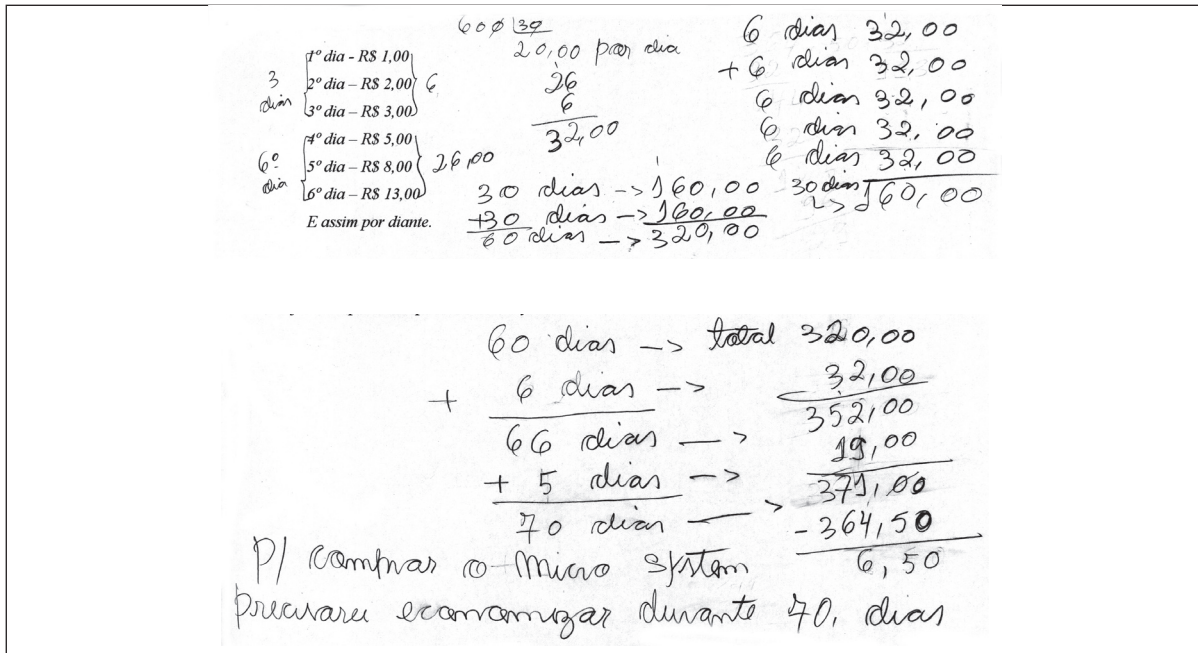 600 |30
20,00 por dia
3 dias
1º dia - R$ 1,00
2º dia – R$ 2,00
3º dia – R$ 3,00
6
6º dia
4º dia – R$ 5,00
5º dia – R$ 8,00
6º dia – R$ 13,00
26,00
E assim por diante.
26
6
32,00
30 dias -> 160,00
+30 dias -> 160,00
60 dias -> 320,00
6 dias 32,00
+ 6 dias 32,00
6 dias 32,00
6 dias 32,00
6 dias 32,00
30 dias -> 160,00
60 dias -> total 320,00
+ 6 dias -> 32,00
352,00
66 dias -> 19,00
+ 5 dias -> 371,00
70 dias -> - 364,50
6,50
P/ comprar o Micro System
precisará economizar durante 70, dias